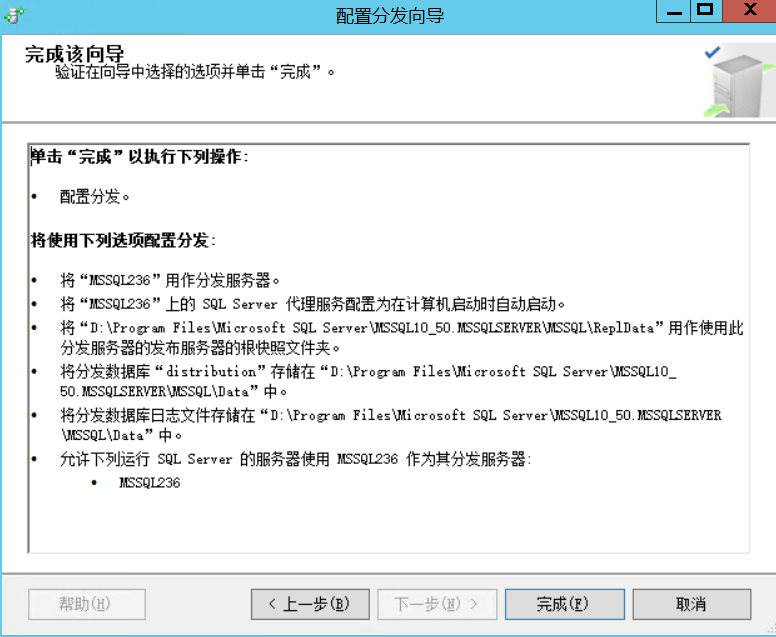 配置分发向导
完成该向导
验证在向导中选择的选项并单击“完成”。
单击“完成”以执行下列操作:
• 配置分发。
将使用下列选项配置分发:
• 将“MSSQL236”用作分发服务器。
• 将“MSSQL236”上的 SQL Server 代理服务配置为在计算机启动时自动启动。
• 将“D:\Program Files\Microsoft SQL Server\MSSQL10_50.MSSQLSERVER\MSSQL\ReplData”用作使用此
分发服务器的发布服务器的根快照文件夹。
• 将分发数据库“distribution”存储在“D:\Program Files\Microsoft SQL Server\MSSQL10_
50.MSSQLSERVER\MSSQL\Data”中。
• 将分发数据库日志文件存储在“D:\Program Files\Microsoft SQL Server\MSSQL10_50.MSSQLSERVER
\MSSQL\Data”中。
• 允许下列运行 SQL Server 的服务器使用 MSSQL236 作为其分发服务器:
• MSSQL236
帮助(H) < 上一步(B) 下一步(N) > 完成(F) 取消